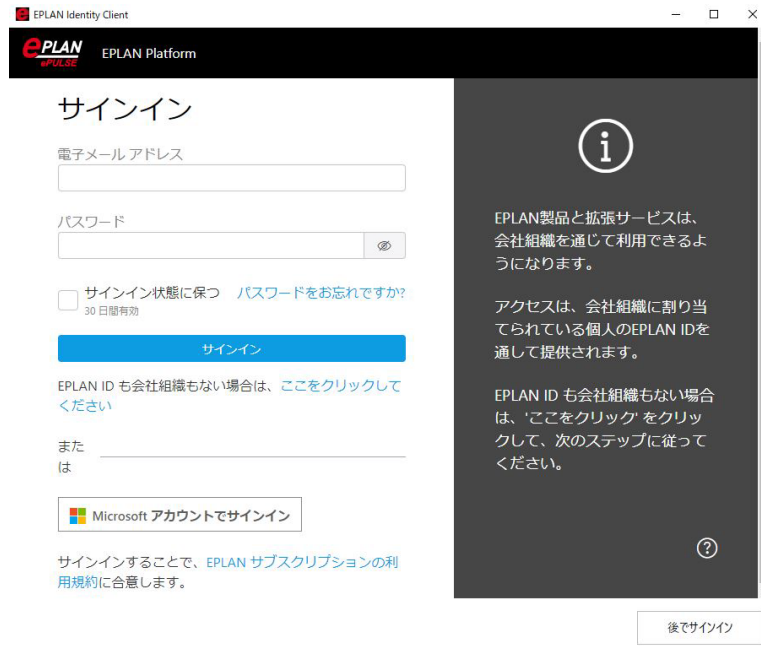 EPLAN Identity Client
ePLAN
ePULSE
EPLAN Platform
サインイン
電子メール アドレス
パスワード
サインイン状態に保つ
パスワードをお忘れですか?
30 日間有効
サインイン
EPLAN ID も会社組織もない場合は、ここをクリックして
ください
また
は
Microsoft アカウントでサインイン
サインインすることで、EPLAN サブスクリプションの利
用規約に合意します。
EPLAN製品と拡張サービスは、
会社組織を通じて利用できるよ
うになります。
アクセスは、会社組織に割り当
てられている個人のEPLAN IDを
通して提供されます。
EPLAN ID も会社組織もない場合
は、'ここをクリック' をクリッ
クして、次のステップに従って
ください。
後でサインイン